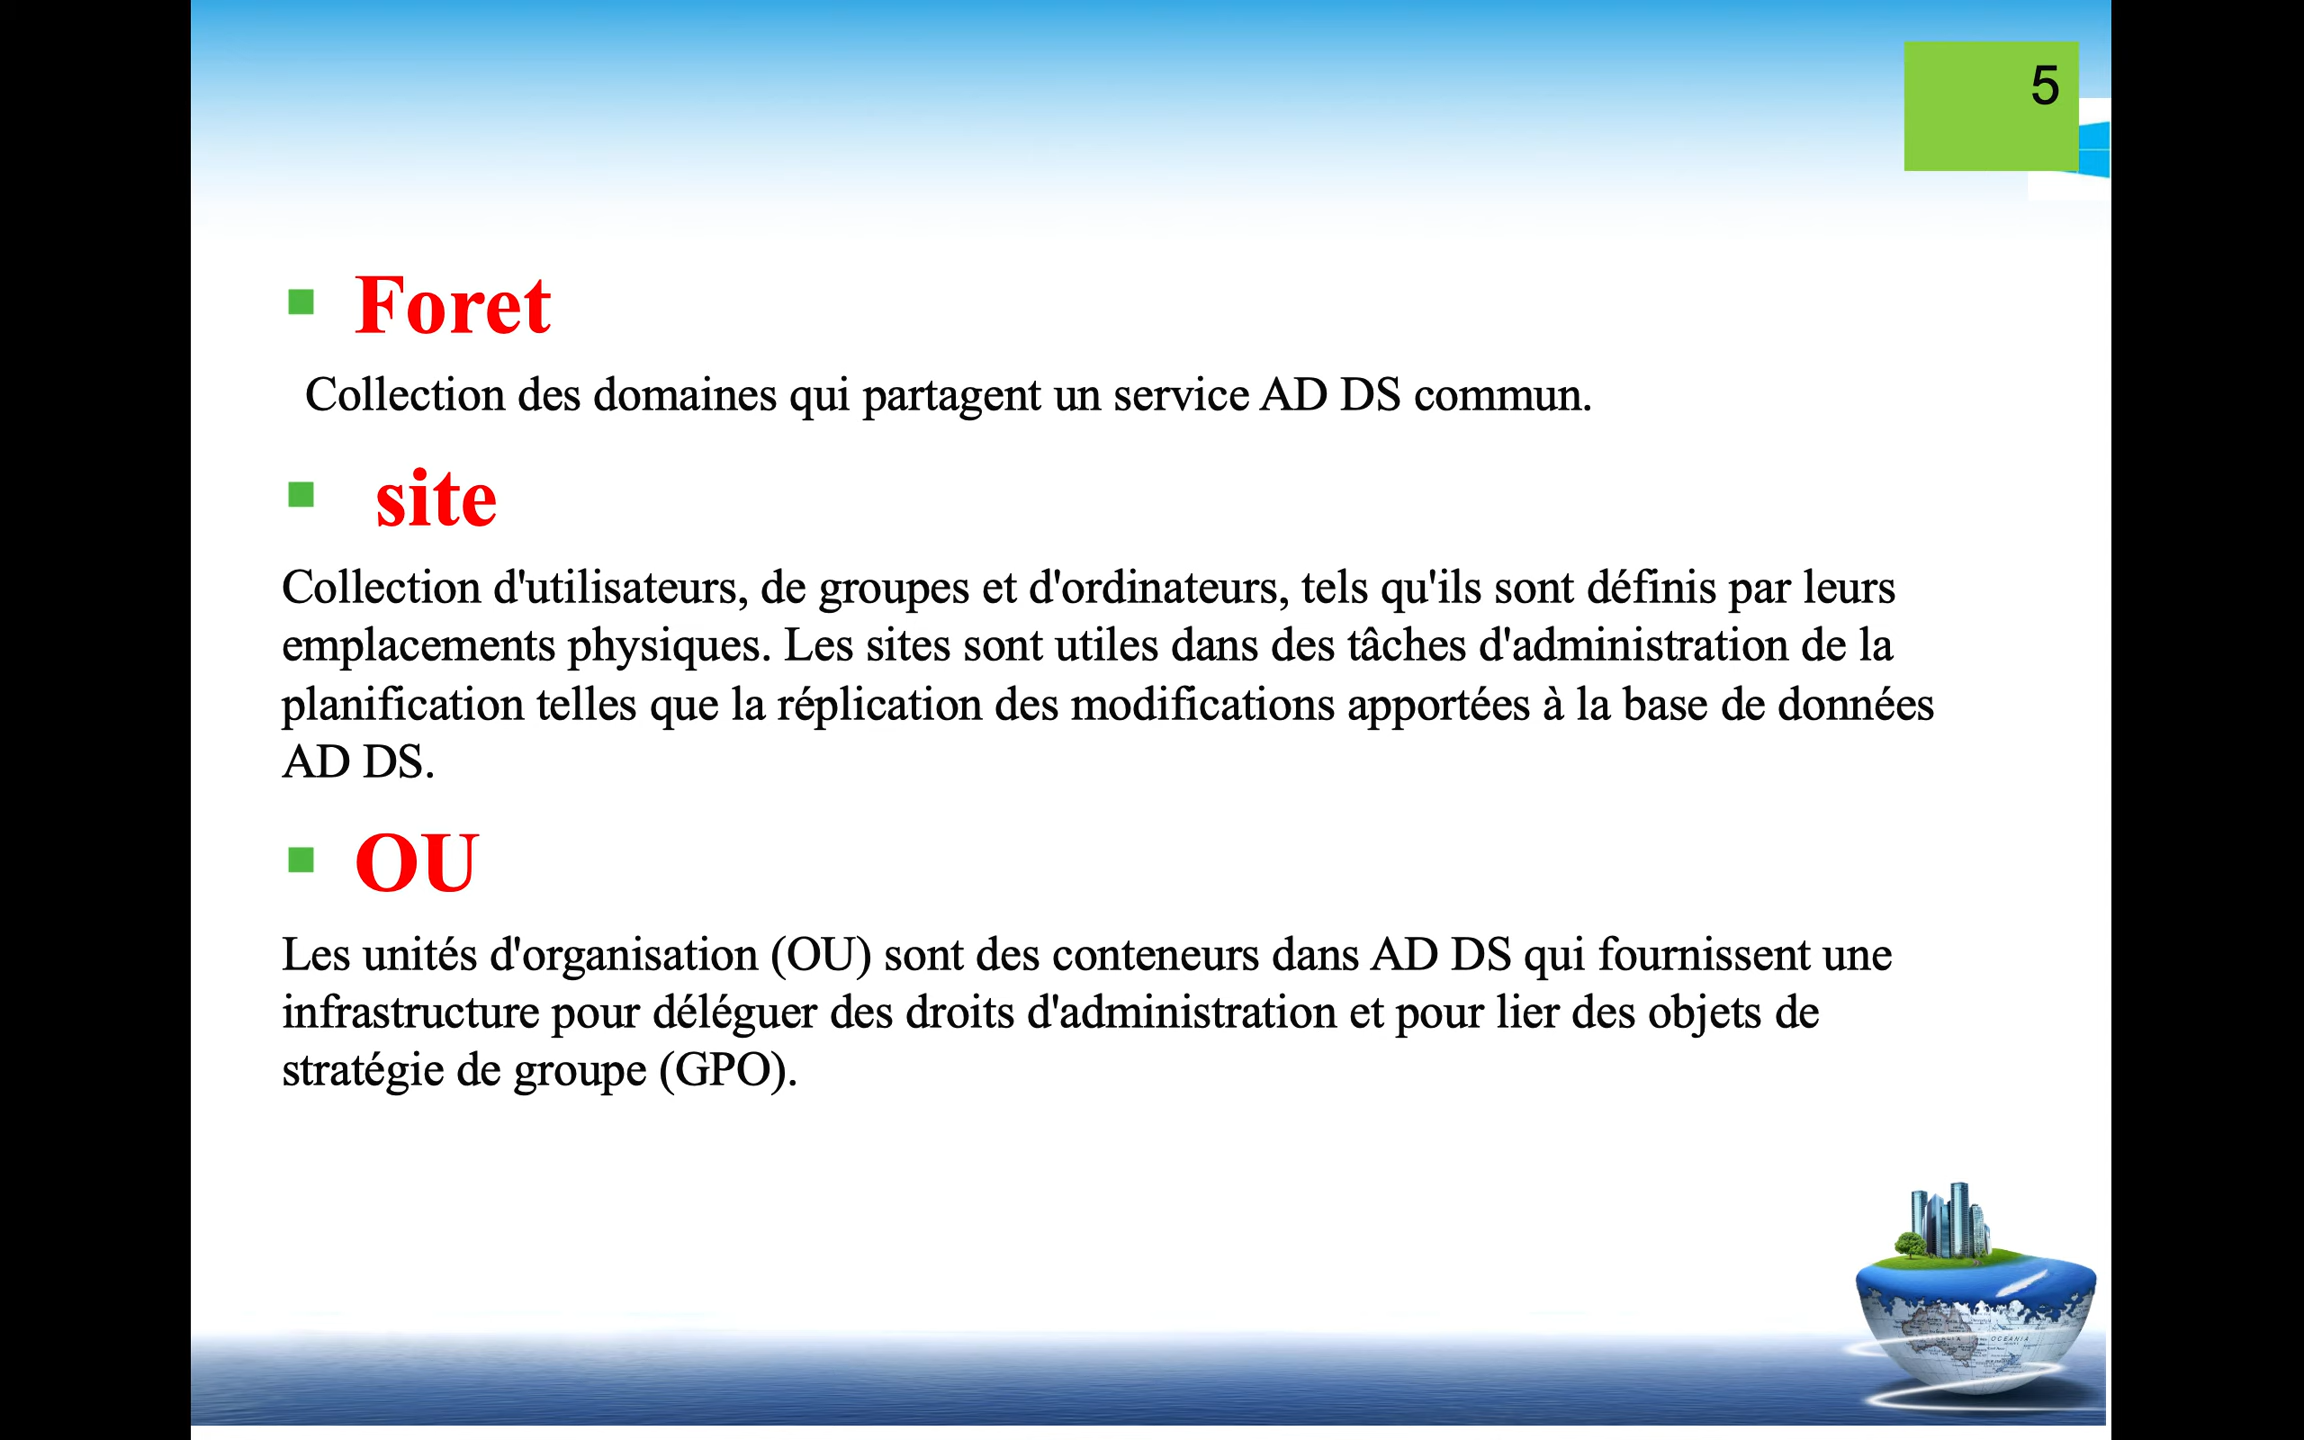 5
Foret
Collection des domaines qui partagent un service AD DS commun.
site
Collection d'utilisateurs, de groupes et d'ordinateurs, tels qu'ils sont définis par leurs
emplacements physiques. Les sites sont utiles dans des tâches d'administration de la
planification telles que la réplication des modifications apportées à la base de données
AD DS.
OU
Les unités d'organisation (OU) sont des conteneurs dans AD DS qui fournissent une
infrastructure pour déléguer des droits d'administration et pour lier des objets de
stratégie de groupe (GPO).
OCEANIA